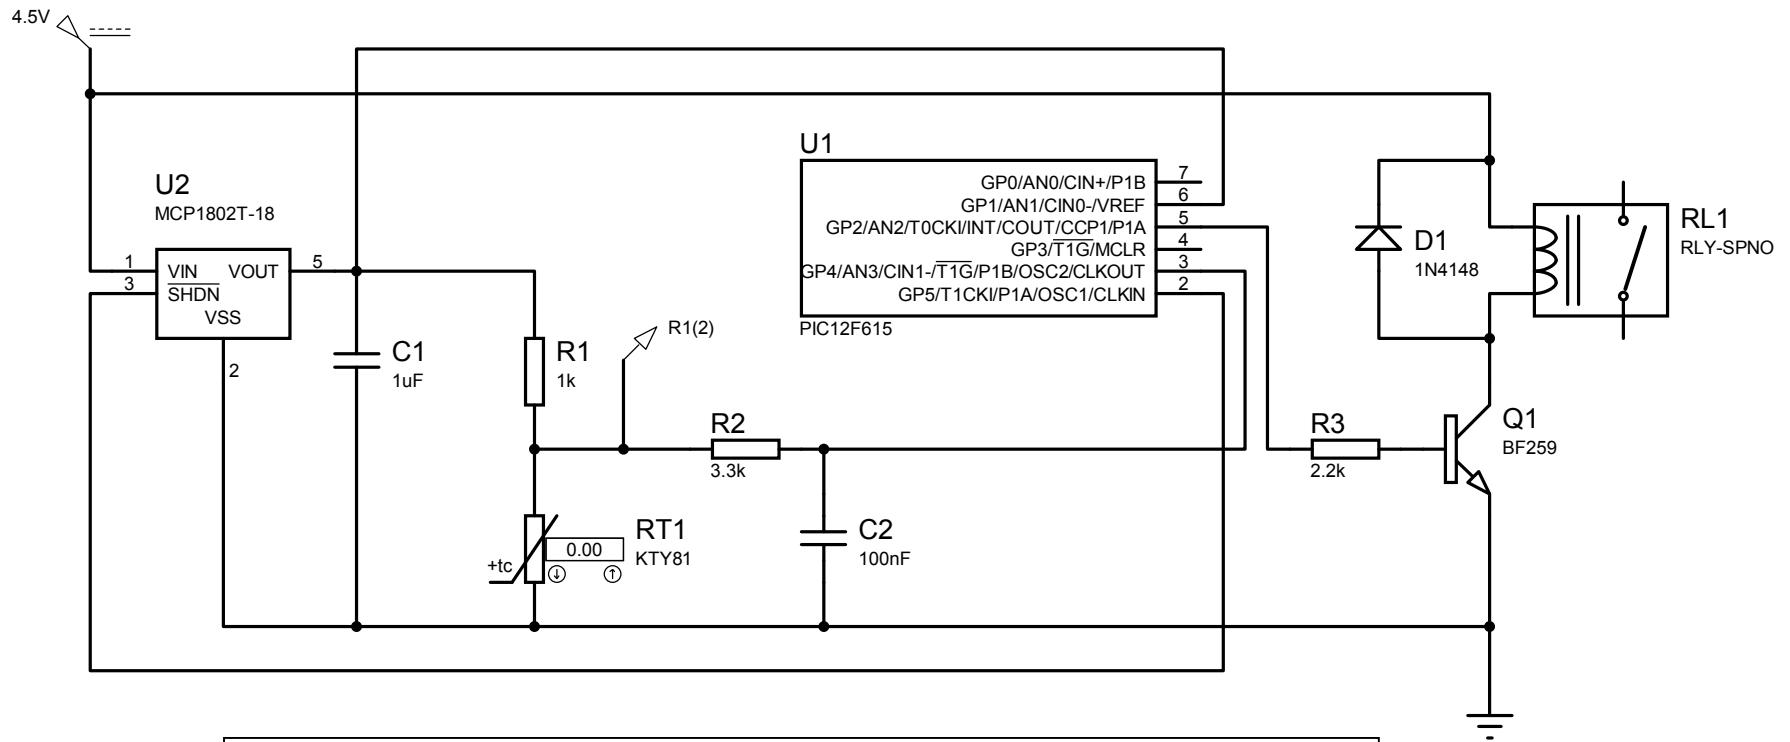 4.5V
U2
MCP1802T-18
1
VIN
VOUT
5
3
SHDN
VSS
2
C1
1uF
R1
1k
R1(2)
R2
3.3k
+tc
0.00
RT1
KTY81
C2
100nF
U1
GP0/AN0/CIN+/P1B
7
GP1/AN1/CIN0-/VREF
6
GP2/AN2/T0CKI/INT/COUT/CCP1/P1A
5
GP3/T1G/MCLR
4
GP4/AN3/CIN1-/T1G/P1B/OSC2/CLKOUT
3
GP5/T1CKI/P1A/OSC1/CLKIN
2
PIC12F615
D1
1N4148
RL1
RLY-SPNO
R3
2.2k
Q1
BF259